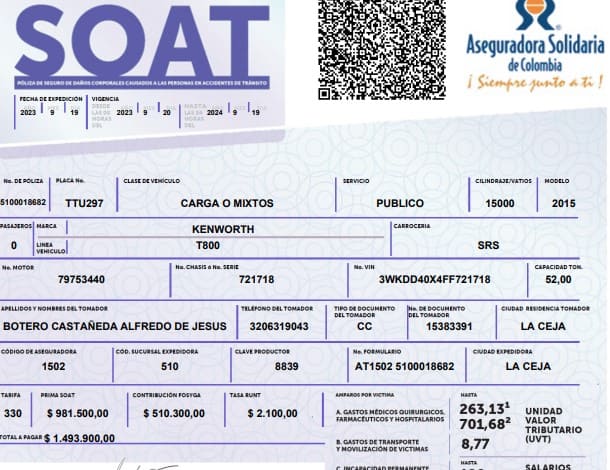 SOAT
PÓLIZA DE SEGURO DE DAÑOS CORPORALES CAUSADOS A LAS PERSONAS EN ACCIDENTES DE TRÁNSITO
Aseguradora Solidaria
de Colombia
¡ Siempre junto a ti !
FECHA DE EXPEDICIÓN VIGENCIA
2023 9 19 DESDE LAS 00 HORAS DEL 2023 9 20 HASTA LAS 24 HORAS DEL 2024 9 19
No. DE PÓLIZA PLACA No. CLASE DE VEHÍCULO SERVICIO CILINDRAJE/VATIOS MODELO
5100018682 TTU297 CARGA O MIXTOS PUBLICO 15000 2015
PASAJEROS MARCA KENWORTH CARROCERIA
0 LINEA VEHICULO T800 SRS
No. MOTOR No. CHASIS o No. SERIE No. VIN CAPACIDAD TON.
79753440 721718 3WKDD40X4FF721718 52,00
APELLIDOS Y NOMBRES DEL TOMADOR TELÉFONO DEL TOMADOR TIPO DE DOCUMENTO DEL TOMADOR No. DE DOCUMENTO DEL TOMADOR CIUDAD RESIDENCIA TOMADOR
BOTERO CASTAÑEDA ALFREDO DE JESUS 3206319043 CC 15383391 LA CEJA
CÓDIGO DE ASEGURADORA CÓD. SUCURSAL EXPEDIDORA CLAVE PRODUCTOR No. FORMULARIO CIUDAD EXPEDIDORA
1502 510 8839 AT1502 5100018682 LA CEJA
TARIFA PRIMA SOAT CONTRIBUCIÓN FOSYGA TASA RUNT AMPAROS POR VICTIMA HASTA
330 $ 981.500,00 $ 510.300,00 $ 2.100,00 A. GASTOS MÉDICOS QUIRURGICOS, FARMACÉUTICOS Y HOSPITALARIOS 263,13¹ 701,68² UNIDAD VALOR TRIBUTARIO (UVT)
TOTAL A PAGAR $ 1.493.900,00 B. GASTOS DE TRANSPORTE Y MOVILIZACIÓN DE VICTIMAS 8,77
C. INCAPACIDAD PERMANENTE HASTA SALARIOS